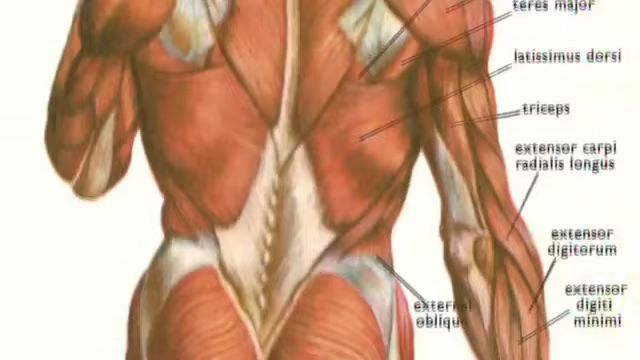 teres major
latissimus dorsi
triceps
extensor carpi
radialis longus
extensor
digitorum
extensor
digiti
minimi
external
oblique